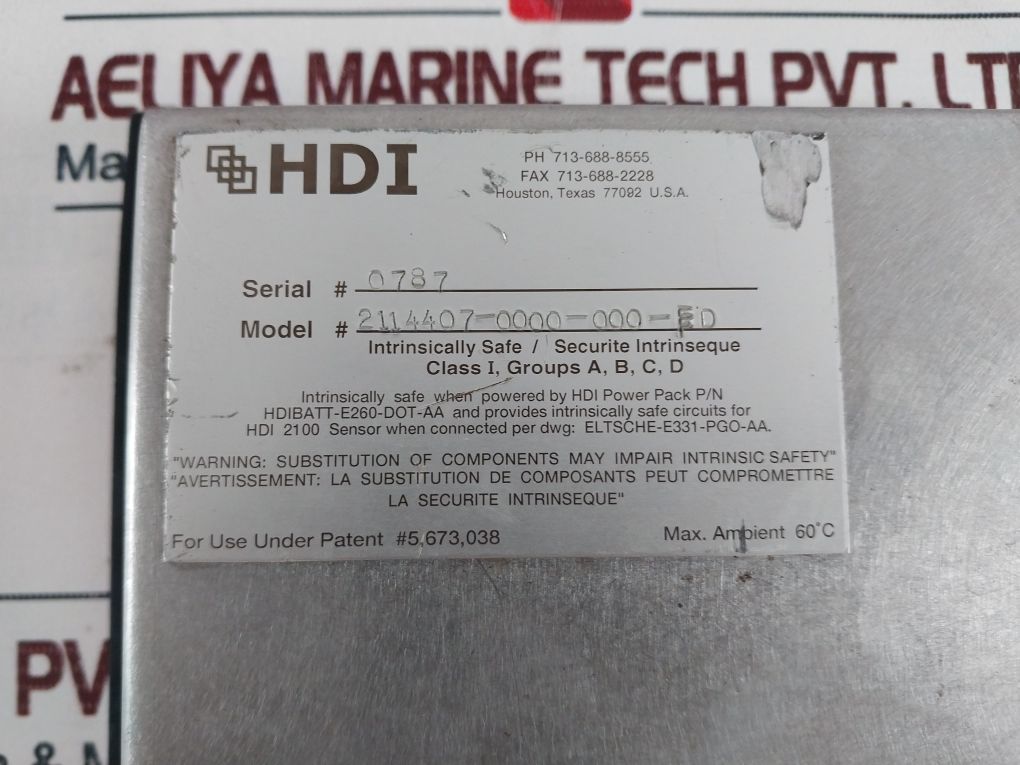 AELIYA MARINE TECH PVT. LT
Ma
HDI
PH 713-688-8555
FAX 713-688-2228
Houston, Texas 77092 U.S.A.
Serial # 0787
Model # 2114407-0000-000-ED
Intrinsically Safe / Securite Intrinseque
Class I, Groups A, B, C, D
Intrinsically safe when powered by HDI Power Pack P/N
HDIBATT-E260-DOT-AA and provides intrinsically safe circuits for
HDI 2100 Sensor when connected per dwg: ELTSCHE-E331-PGO-AA.
"WARNING: SUBSTITUTION OF COMPONENTS MAY IMPAIR INTRINSIC SAFETY"
"AVERTISSEMENT: LA SUBSTITUTION DE COMPOSANTS PEUT COMPROMETTRE
LA SECURITE INTRINSEQUE"
For Use Under Patent #5,673,038 Max. Ambient 60°C
PV
& M